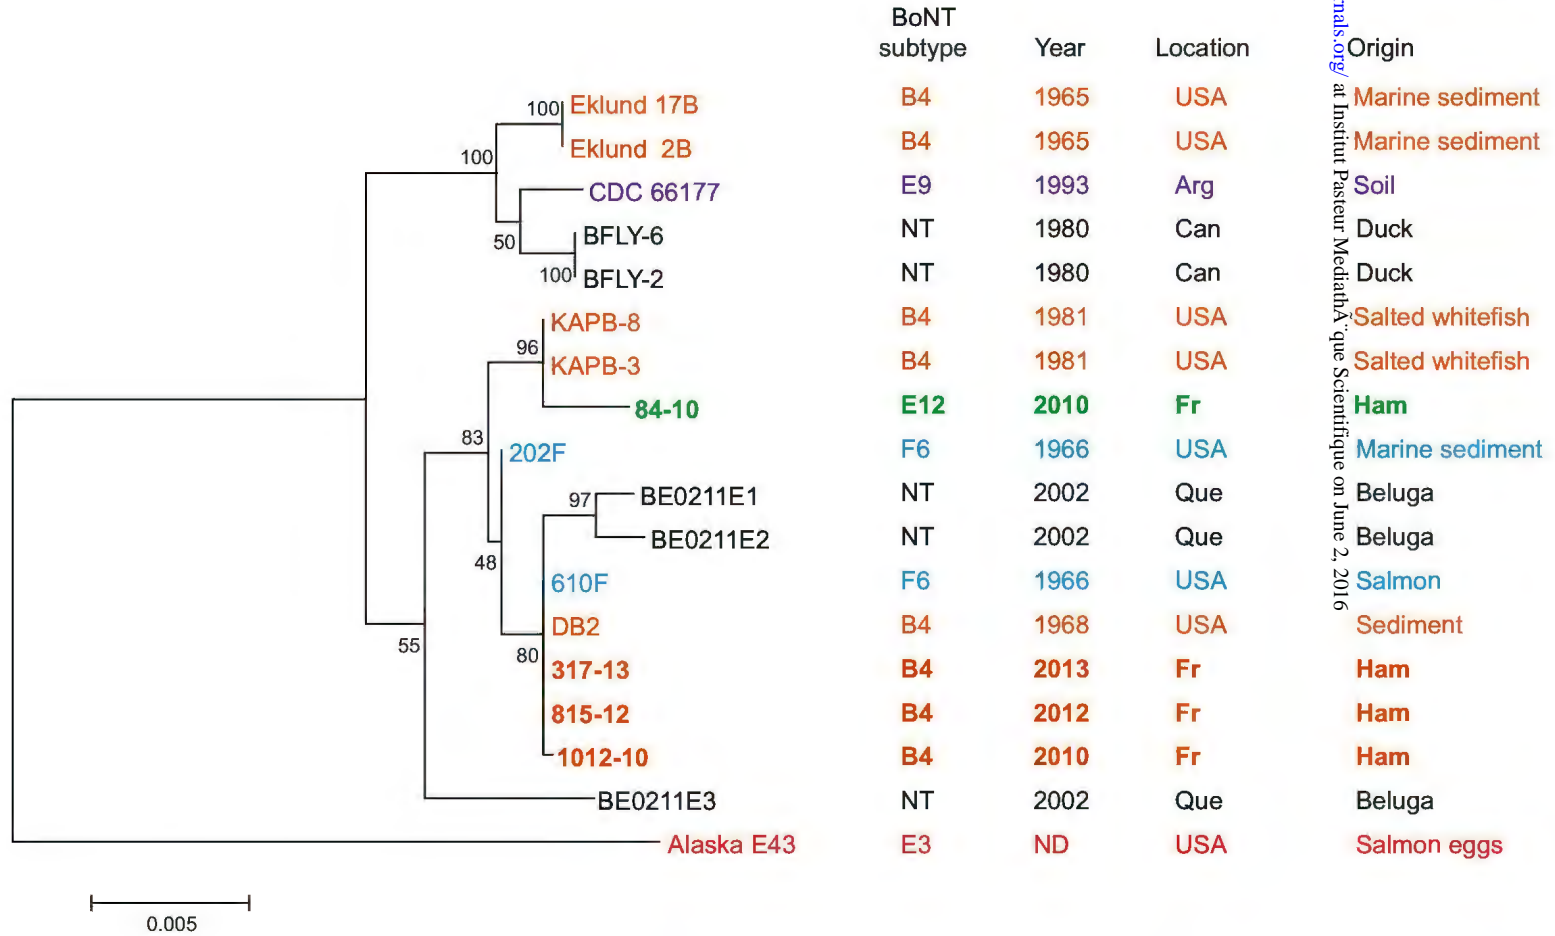 BoNT
subtype Year Location Origin
Eklund 17B B4 1965 USA Marine sediment
Eklund 2B B4 1965 USA Marine sediment
CDC 66177 E9 1993 Arg Soil
BFLY-6 NT 1980 Can Duck
BFLY-2 NT 1980 Can Duck
KAPB-8 B4 1981 USA Salted whitefish
KAPB-3 B4 1981 USA Salted whitefish
84-10 E12 2010 Fr Ham
202F F6 1966 USA Marine sediment
BE0211E1 NT 2002 Que Beluga
BE0211E2 NT 2002 Que Beluga
610F F6 1966 USA Salmon
DB2 B4 1968 USA Sediment
317-13 B4 2013 Fr Ham
815-12 B4 2012 Fr Ham
1012-10 B4 2010 Fr Ham
BE0211E3 NT 2002 Que Beluga
Alaska E43 E3 ND USA Salmon eggs
100
100
50
100
96
83
97
48
80
55
0.005
rnals.org/ at Institut Pasteur MediathÃ¨que Scientifique on June 2, 2016